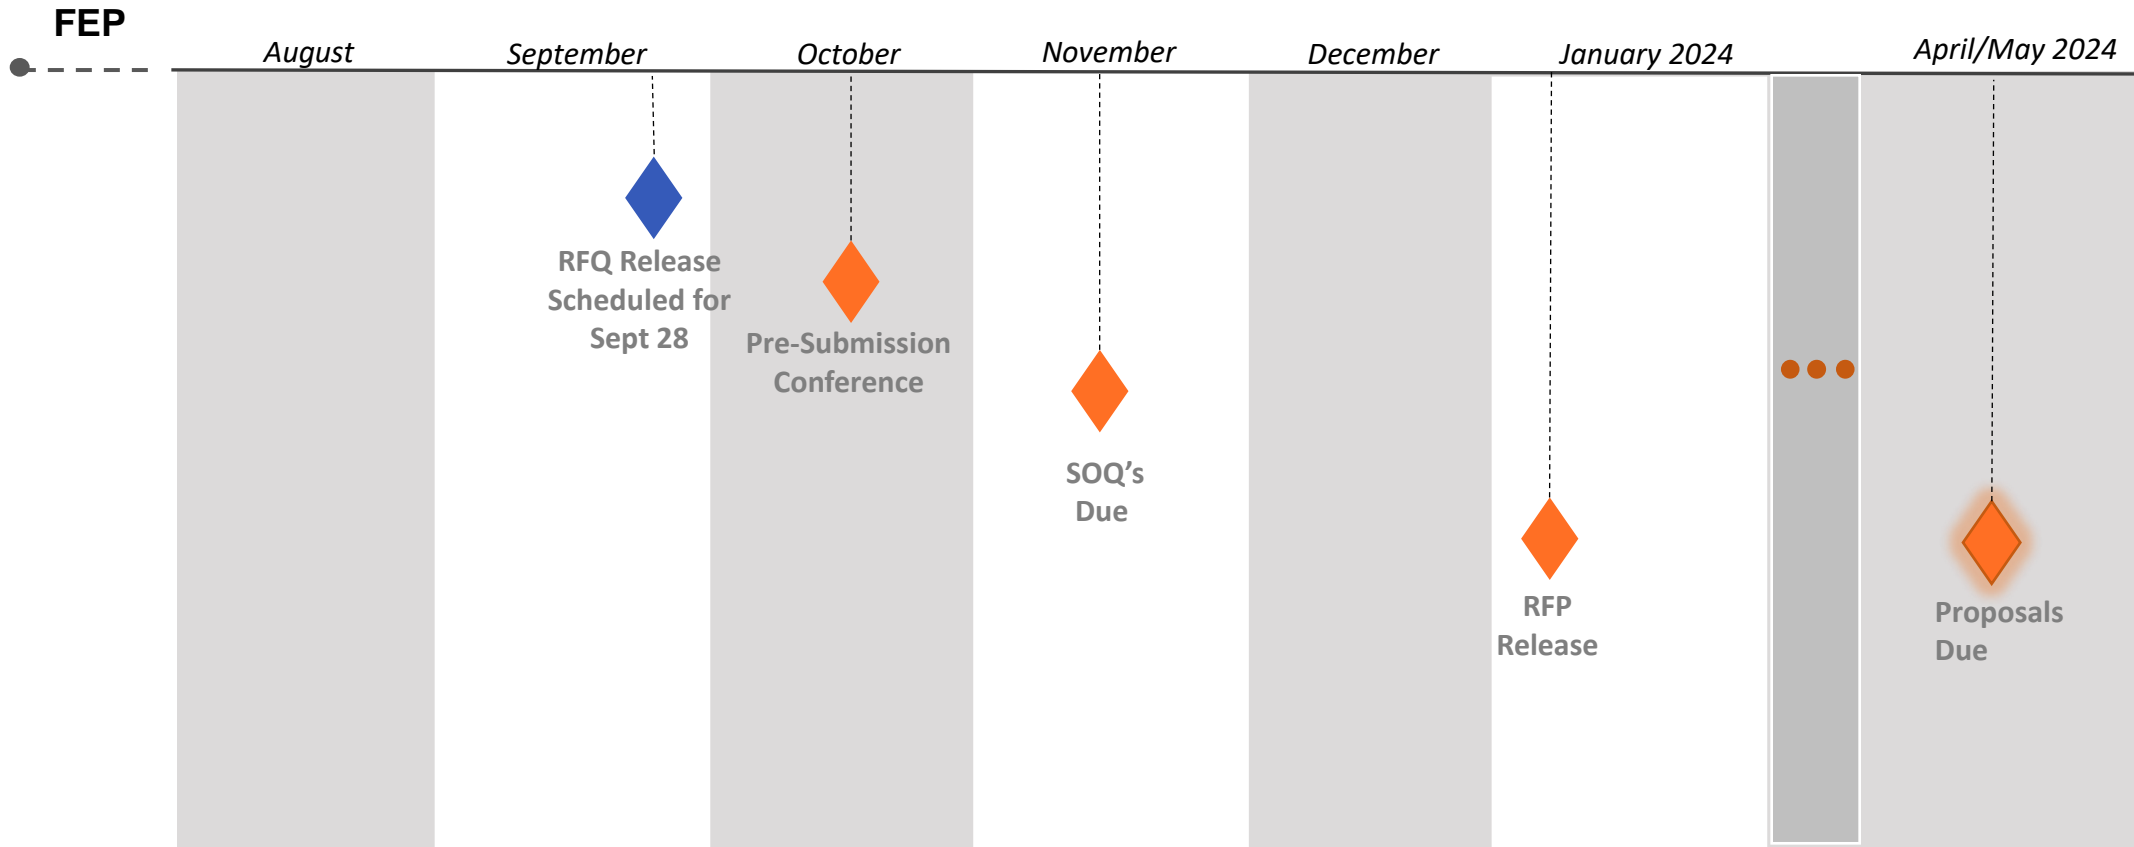 FEP
August
September
October
November
December
January 2024
April/May 2024
RFQ Release
Scheduled for
Sept 28
Pre-Submission
Conference
SOQ’s
Due
RFP
Release
Proposals
Due